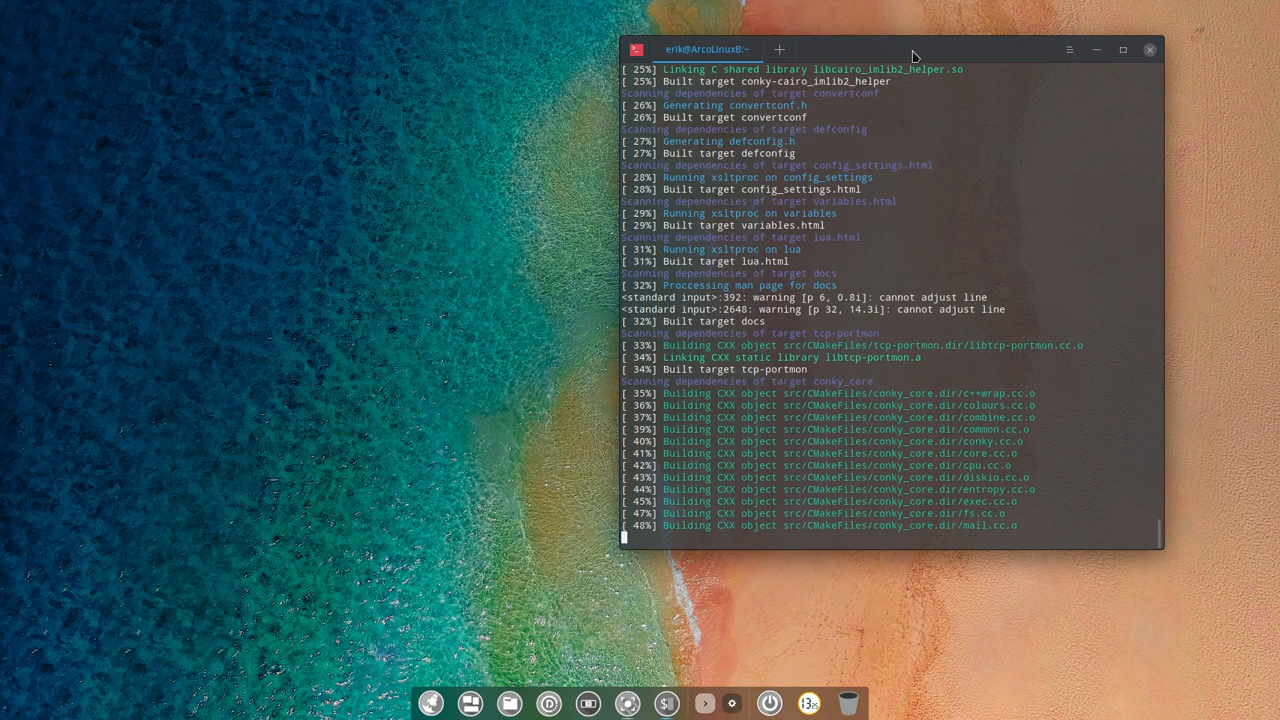 erik@ArcoLinuxB:~
[ 25%] Linking C shared library libcairo_imlib2_helper.so
[ 25%] Built target conky-cairo_imlib2_helper
Scanning dependencies of target convertconf
[ 26%] Generating convertconf.h
[ 26%] Built target convertconf
Scanning dependencies of target defconfig
[ 27%] Generating defconfig.h
[ 27%] Built target defconfig
Scanning dependencies of target config_settings.html
[ 28%] Running xsltproc on config_settings
[ 28%] Built target config_settings.html
Scanning dependencies of target variables.html
[ 29%] Running xsltproc on variables
[ 29%] Built target variables.html
Scanning dependencies of target lua.html
[ 31%] Running xsltproc on lua
[ 31%] Built target lua.html
Scanning dependencies of target docs
[ 32%] Proccessing man page for docs
<standard input>:392: warning [p 6, 0.8i]: cannot adjust line
<standard input>:2648: warning [p 32, 14.3i]: cannot adjust line
[ 32%] Built target docs
Scanning dependencies of target tcp-portmon
[ 33%] Building CXX object src/CMakeFiles/tcp-portmon.dir/libtcp-portmon.cc.o
[ 34%] Linking CXX static library libtcp-portmon.a
[ 34%] Built target tcp-portmon
Scanning dependencies of target conky_core
[ 35%] Building CXX object src/CMakeFiles/conky_core.dir/c++wrap.cc.o
[ 36%] Building CXX object src/CMakeFiles/conky_core.dir/colours.cc.o
[ 37%] Building CXX object src/CMakeFiles/conky_core.dir/combine.cc.o
[ 39%] Building CXX object src/CMakeFiles/conky_core.dir/common.cc.o
[ 40%] Building CXX object src/CMakeFiles/conky_core.dir/conky.cc.o
[ 41%] Building CXX object src/CMakeFiles/conky_core.dir/core.cc.o
[ 42%] Building CXX object src/CMakeFiles/conky_core.dir/cpu.cc.o
[ 43%] Building CXX object src/CMakeFiles/conky_core.dir/diskio.cc.o
[ 44%] Building CXX object src/CMakeFiles/conky_core.dir/entropy.cc.o
[ 45%] Building CXX object src/CMakeFiles/conky_core.dir/exec.cc.o
[ 47%] Building CXX object src/CMakeFiles/conky_core.dir/fs.cc.o
[ 48%] Building CXX object src/CMakeFiles/conky_core.dir/mail.cc.o
13 25